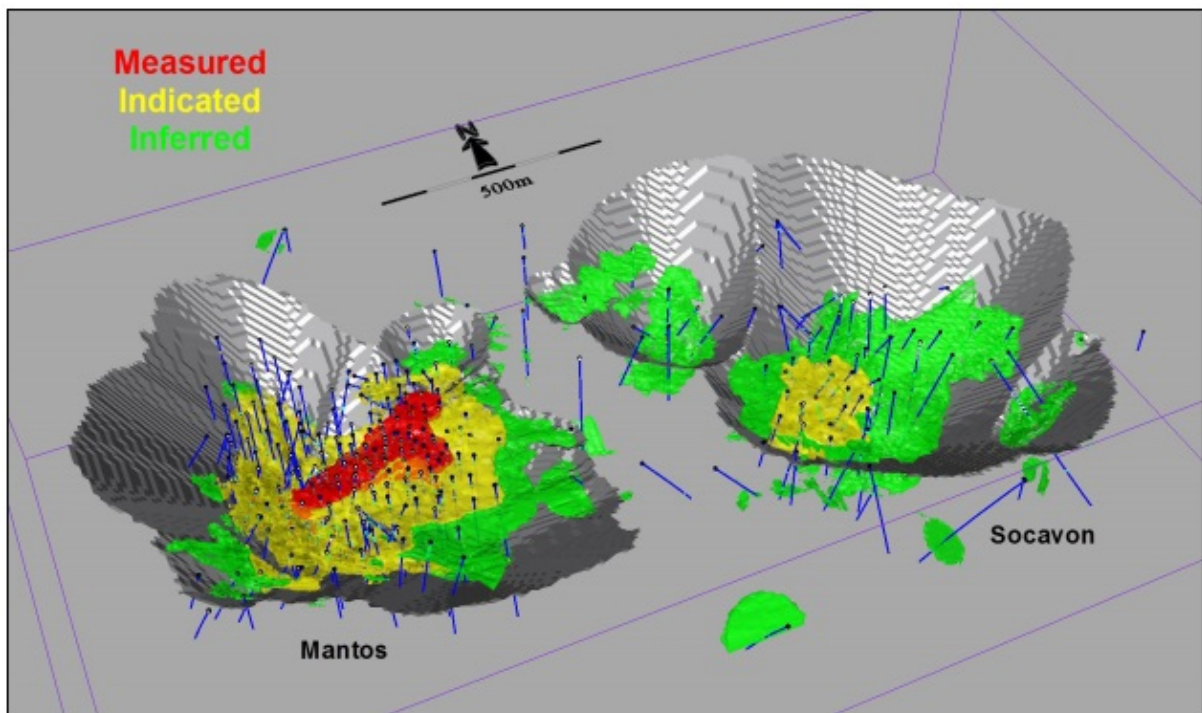 Measured
Indicated
Inferred
N
500m
Socavon
Mantos